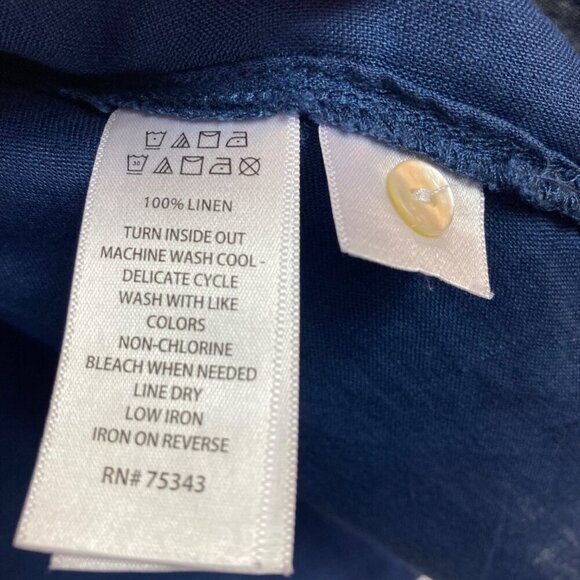 100% LINEN
TURN INSIDE OUT
MACHINE WASH COOL -
DELICATE CYCLE
WASH WITH LIKE
COLORS
NON-CHLORINE
BLEACH WHEN NEEDED
LINE DRY
LOW IRON
IRON ON REVERSE
RN# 75343